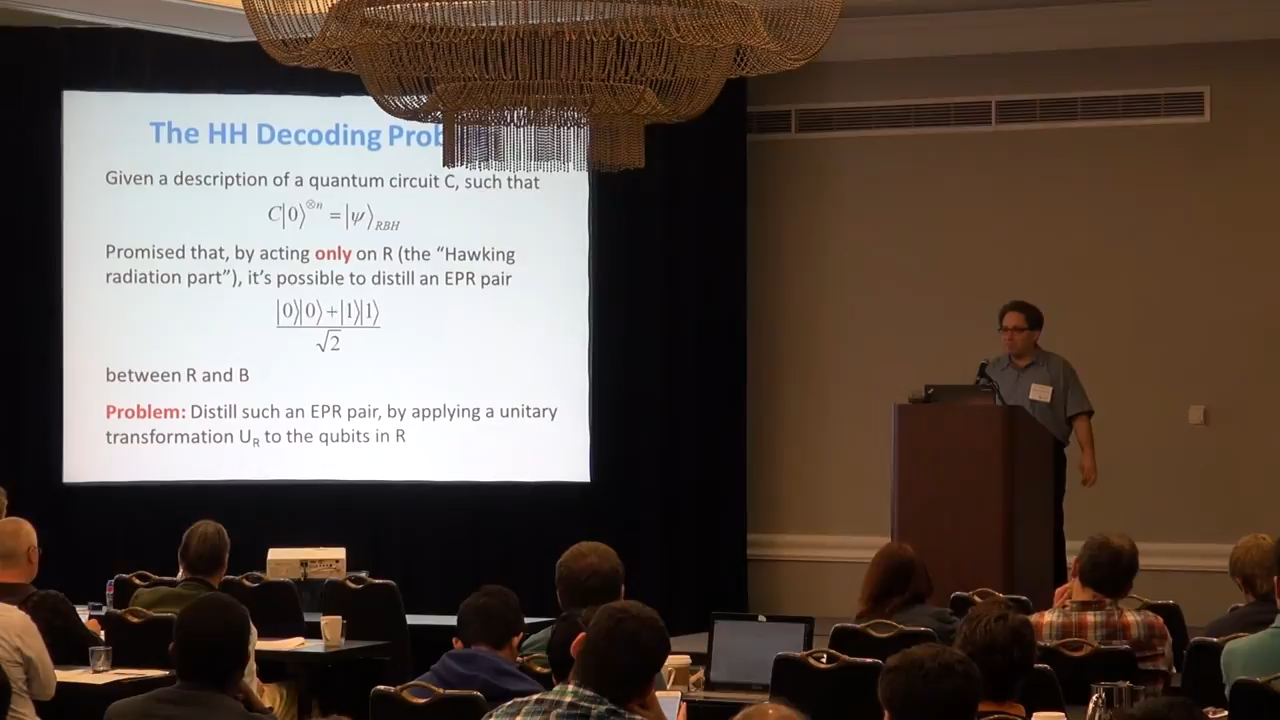 The HH Decoding
Given a description of a quantum circuit C, such that
C|0⟩^⊗n = |ψ⟩_RBH
Promised that, by acting only on R (the “Hawking
radiation part”), it’s possible to distill an EPR pair
|0⟩|0⟩+|1⟩|1⟩
√2
between R and B
Problem: Distill such an EPR pair, by applying a unitary
transformation U_R to the qubits in R